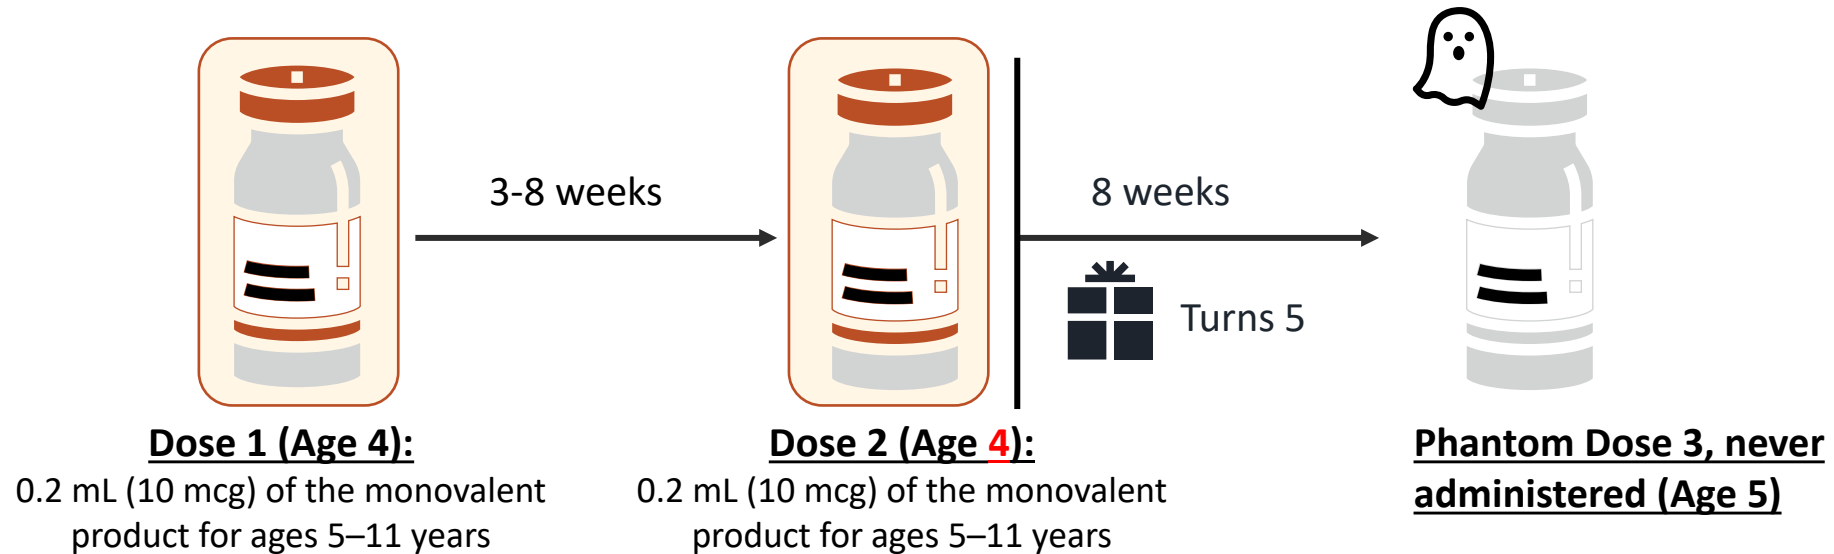 3-8 weeks
8 weeks
Turns 5
Dose 1 (Age 4):
0.2 mL (10 mcg) of the monovalent
product for ages 5–11 years
Dose 2 (Age 4):
0.2 mL (10 mcg) of the monovalent
product for ages 5–11 years
Phantom Dose 3, never
administered (Age 5)